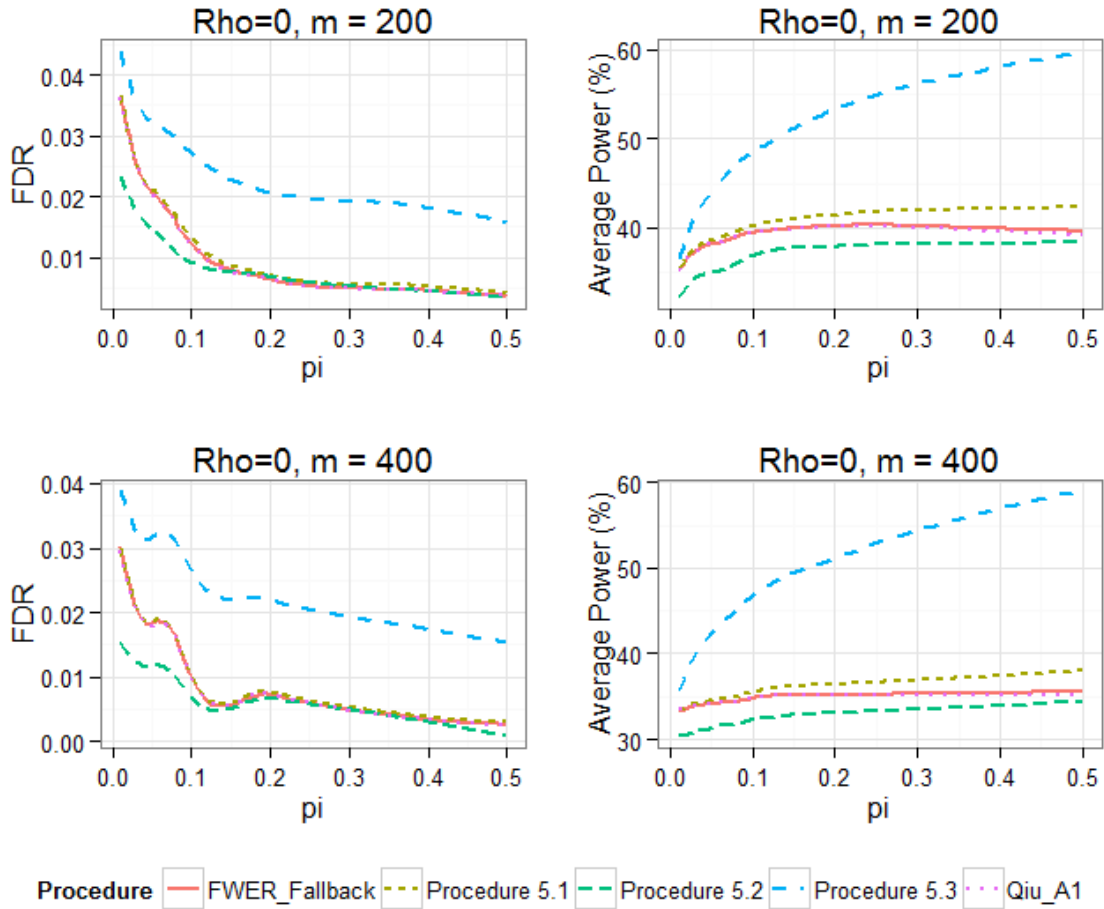 Rho=0, m = 200
FDR
0.04
0.03
0.02
0.01
0.0 0.1 0.2 0.3 0.4 0.5
pi
Rho=0, m = 200
Average Power (%)
60
50
40
0.0 0.1 0.2 0.3 0.4 0.5
pi
Rho=0, m = 400
FDR
0.04
0.03
0.02
0.01
0.00
0.0 0.1 0.2 0.3 0.4 0.5
pi
Rho=0, m = 400
Average Power (%)
60
50
40
30
0.0 0.1 0.2 0.3 0.4 0.5
pi
Procedure FWER_Fallback Procedure 5.1 Procedure 5.2 Procedure 5.3 Qiu_A1